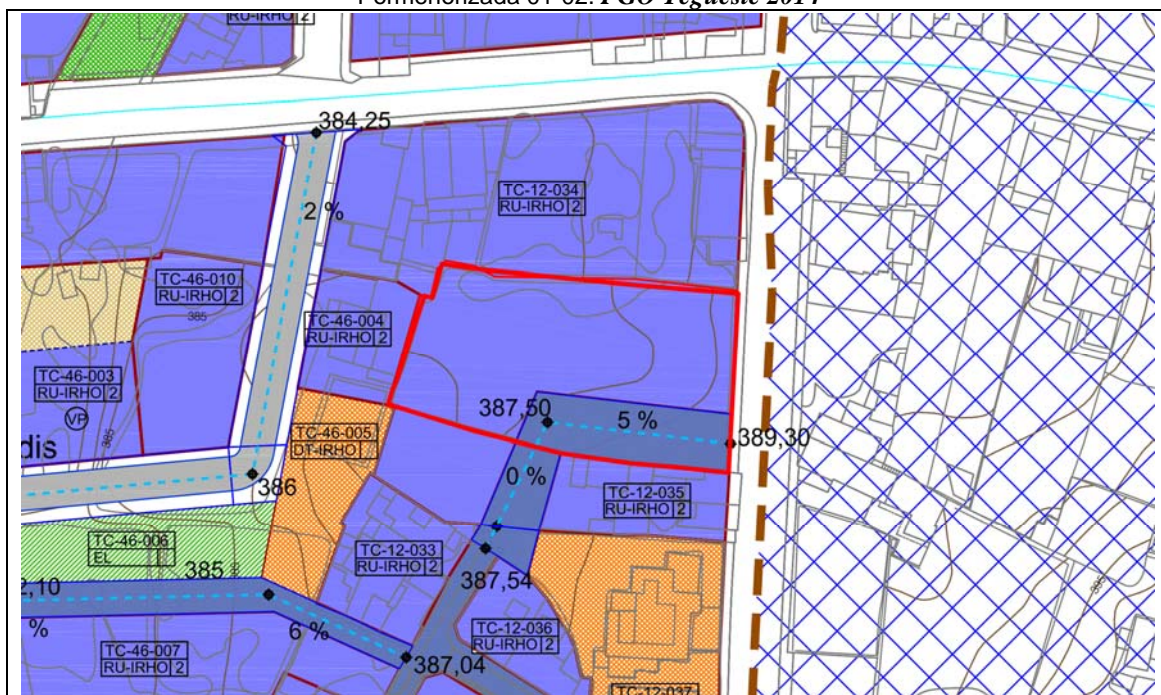 Pormenorizada 01-02. PGO Tegueste 2014
RU-IRHO 2
384,25
TC-12-034
RU-IRHO 2
2 %
TC-46-010
RU-IRHO 2
385
TC-46-004
RU-IRHO 2
TC-46-003
RU-IRHO 2
VP
385
387,50
5 %
389,30
TC-46-005
DT-IRHO
dis
0 %
386
TC-12-035
RU-IRHO 2
TC-46-006
EL
385
TC-12-033
RU-IRHO 2
387,54
2,10
%
6 %
TC-12-036
RU-IRHO 2
395
TC-46-007
RU-IRHO 2
387,04
TC-12-037